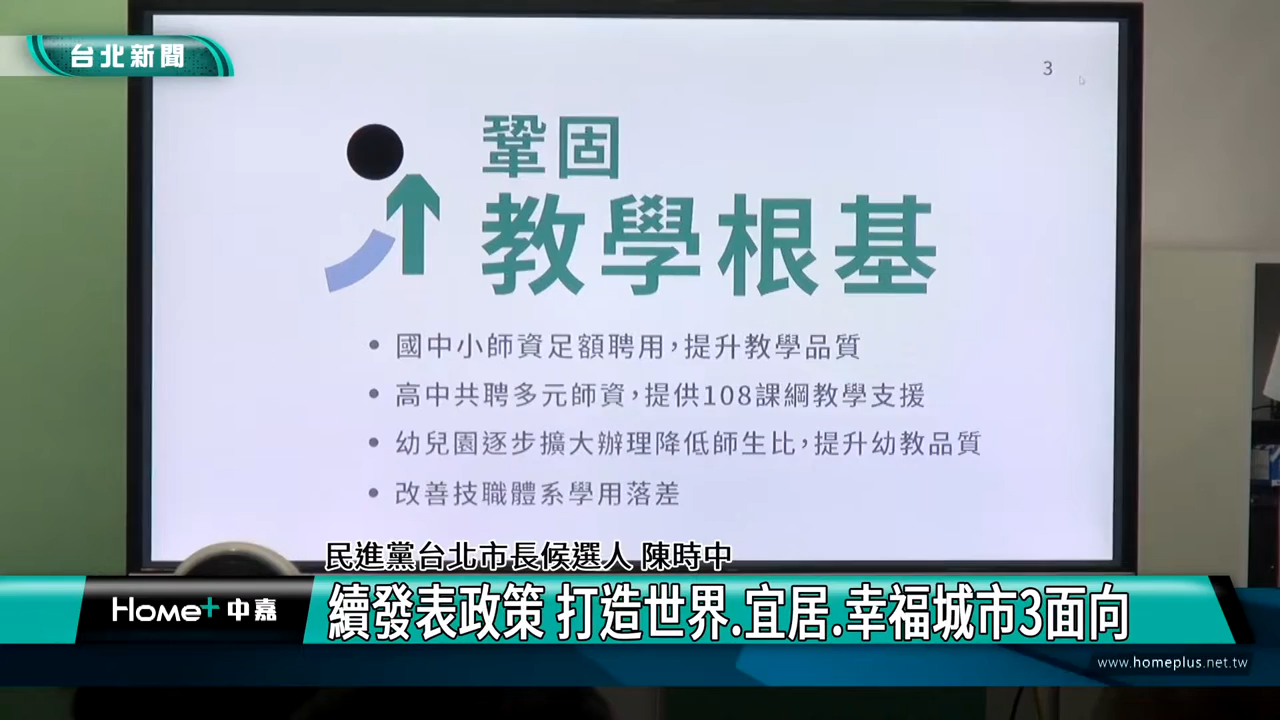 台北新聞
3
鞏固
教學根基
• 國中小師資足額聘用，提升教學品質
• 高中共聘多元師資，提供108課綱教學支援
• 幼兒園逐步擴大辦理降低師生比，提升幼教品質
• 改善技職體系學用落差
民進黨台北市長候選人 陳時中
Home+中嘉
續發表政策 打造世界.宜居.幸福城市3面向
www.homeplus.net.tw